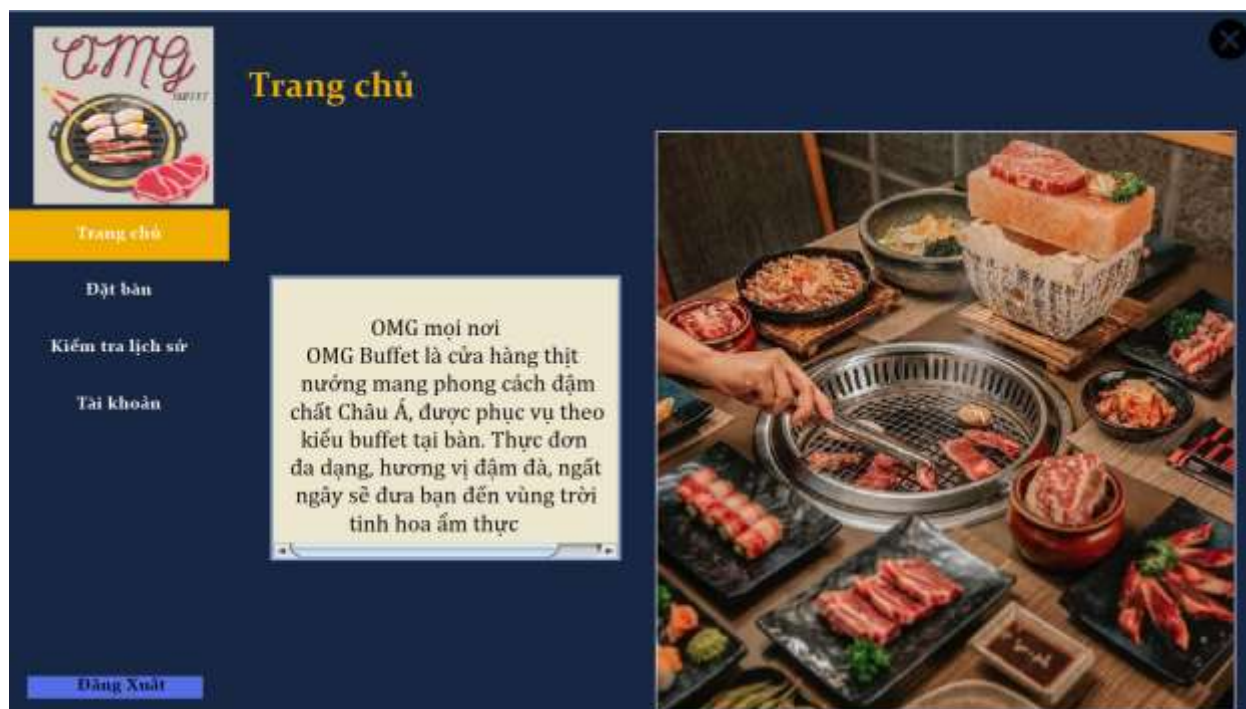 OMG
BUFFET
Trang chủ
Trang chủ
Đặt bàn
Kiểm tra lịch sử
Tài khoản
OMG mọi nơi
OMG Buffet là cửa hàng thịt
nướng mang phong cách đậm
chất Châu Á, được phục vụ theo
kiểu buffet tại bàn. Thực đơn
đa dạng, hương vị đậm đà, ngất
ngây sẽ đưa bạn đến vùng trời
tinh hoa ẩm thực
Đăng Xuất